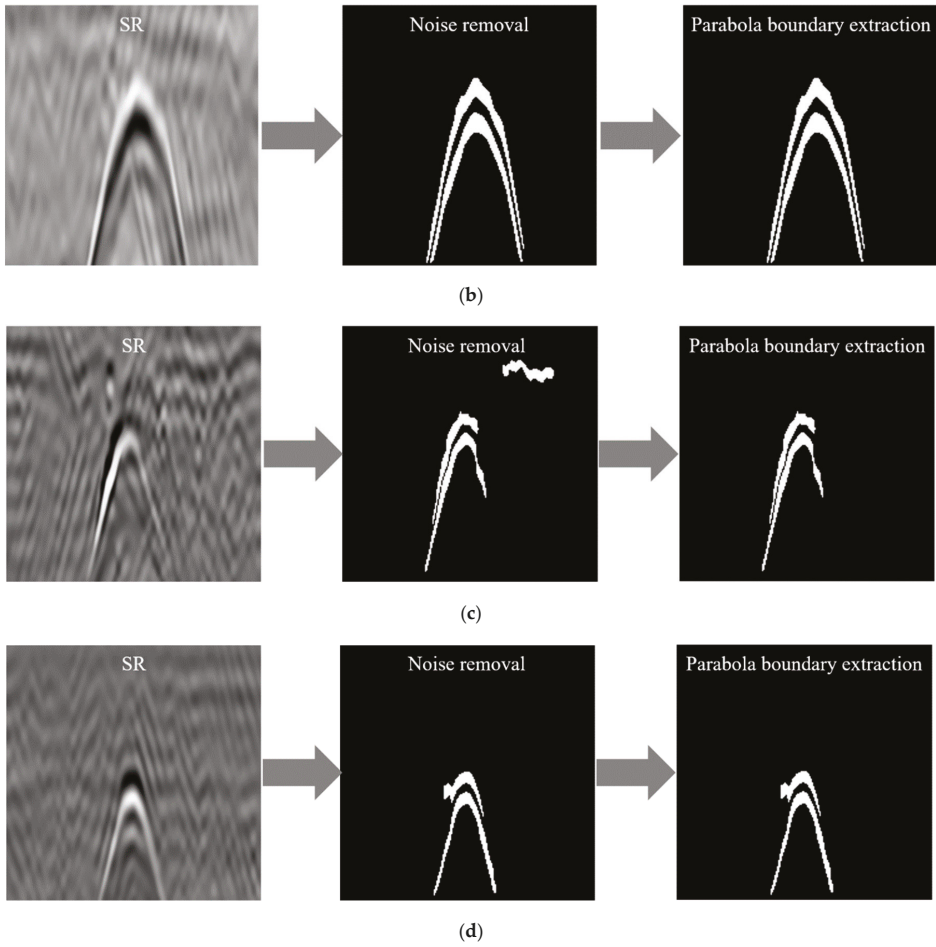 SR
Noise removal
Parabola boundary extraction
(b)
SR
Noise removal
Parabola boundary extraction
(c)
SR
Noise removal
Parabola boundary extraction
(d)